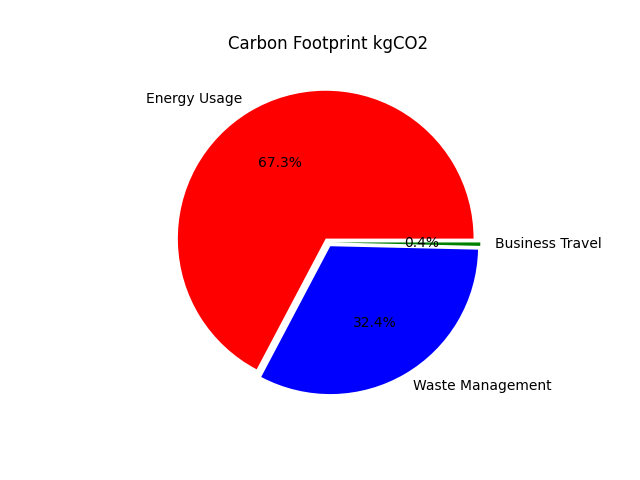 Carbon Footprint kgCO2
Energy Usage
67.3%
0.4%
Business Travel
32.4%
Waste Management